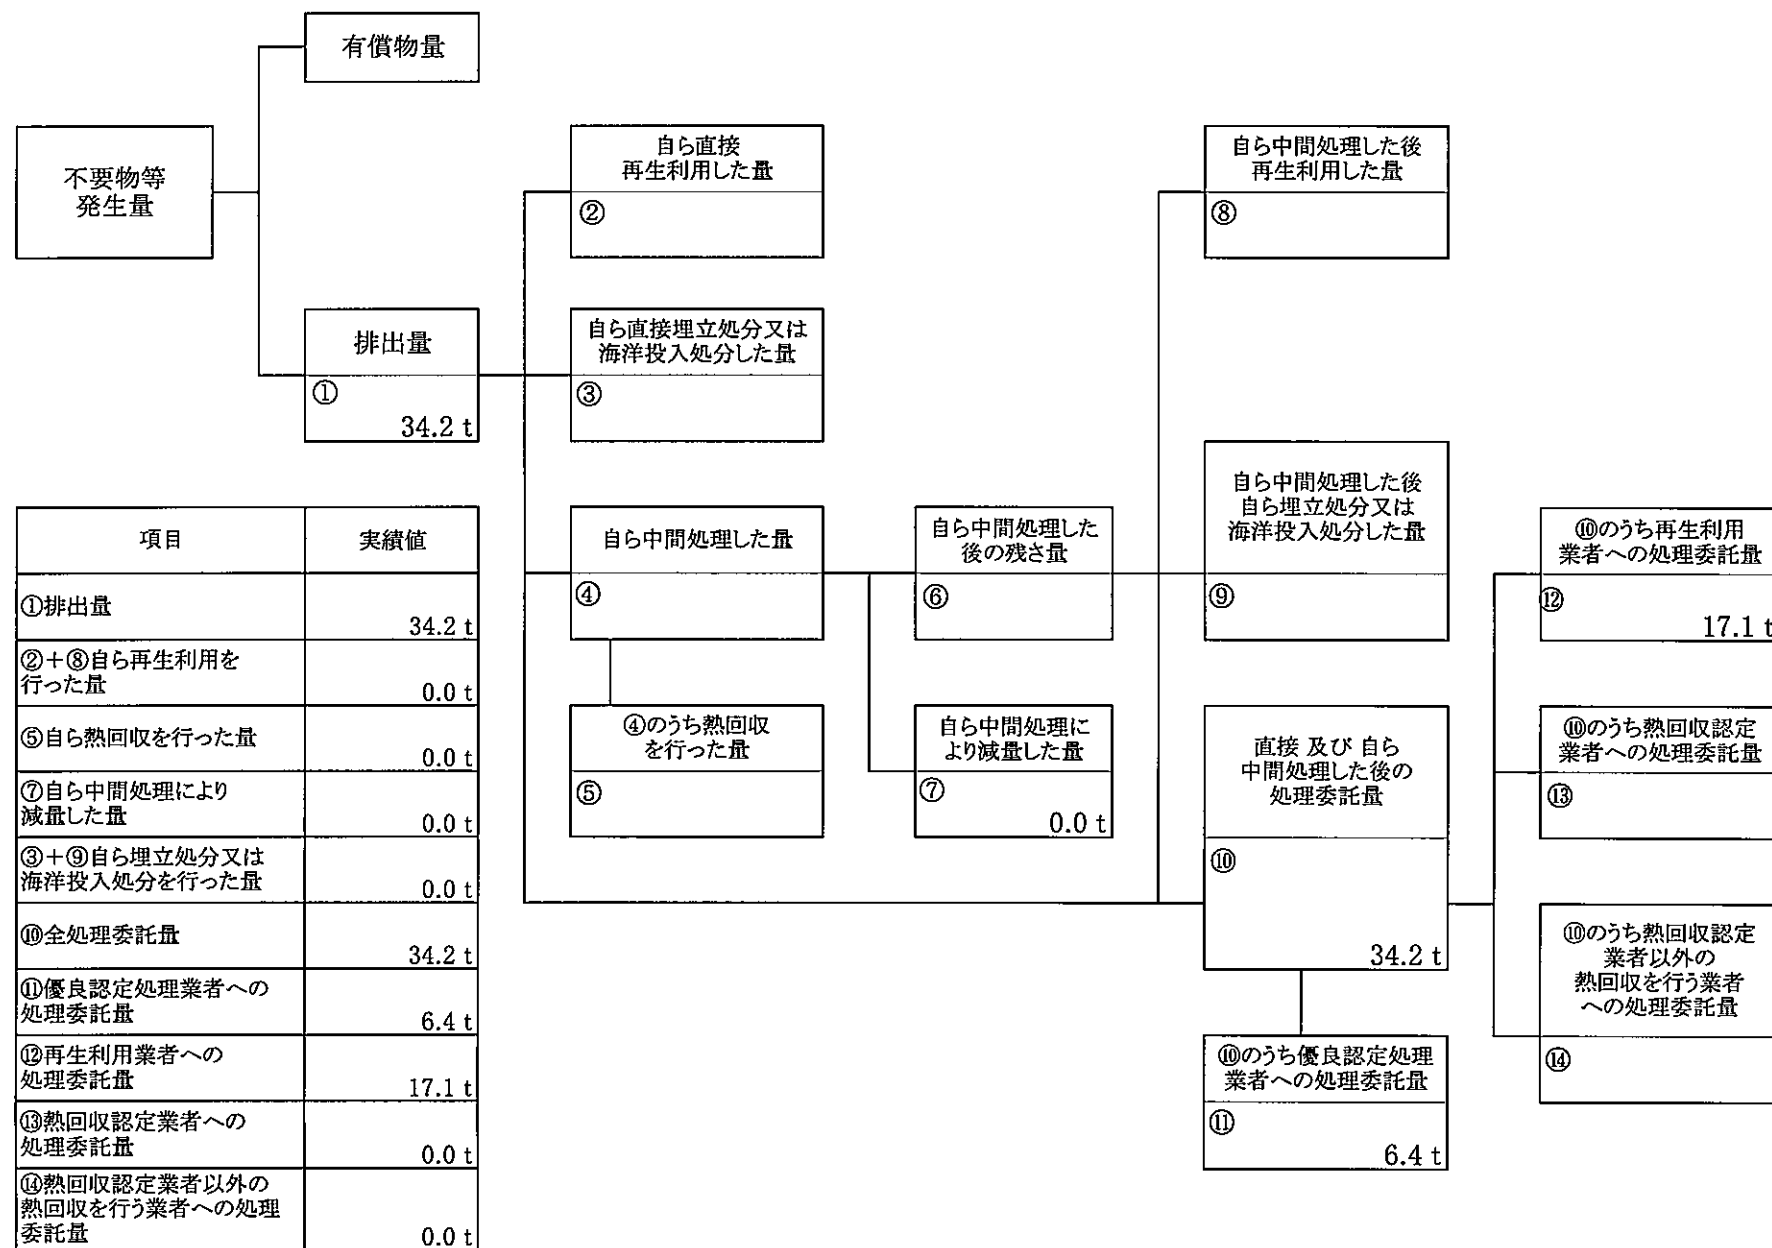 有償物量
不要物等
発生量
排出量
①
34.2 t
自ら直接
再生利用した量
②
自ら直接埋立処分又は
海洋投入処分した量
③
自ら中間処理した量
④
④のうち熱回収
を行った量
⑤
自ら中間処理した
後の残さ量
⑥
自ら中間処理に
より減量した量
⑦
0.0 t
自ら中間処理した後
再生利用した量
⑧
自ら中間処理した後
自ら埋立処分又は
海洋投入処分した量
⑨
直接 及び 自ら
中間処理した後の
処理委託量
⑩
34.2 t
⑩のうち優良認定処理
業者への処理委託量
⑪
6.4 t
⑩のうち再生利用
業者への処理委託量
⑫
17.1 t
⑩のうち熱回収認定
業者への処理委託量
⑬
⑩のうち熱回収認定
業者以外の
熱回収を行う業者
への処理委託量
⑭
項目 実績値
①排出量 34.2 t
②+⑧自ら再生利用を
行った量 0.0 t
⑤自ら熱回収を行った量 0.0 t
⑦自ら中間処理により
減量した量 0.0 t
③+⑨自ら埋立処分又は
海洋投入処分を行った量 0.0 t
⑩全処理委託量 34.2 t
⑪優良認定処理業者への
処理委託量 6.4 t
⑫再生利用業者への
処理委託量 17.1 t
⑬熱回収認定業者への
処理委託量 0.0 t
⑭熱回収認定業者以外の
熱回収を行う業者への処理
委託量 0.0 t